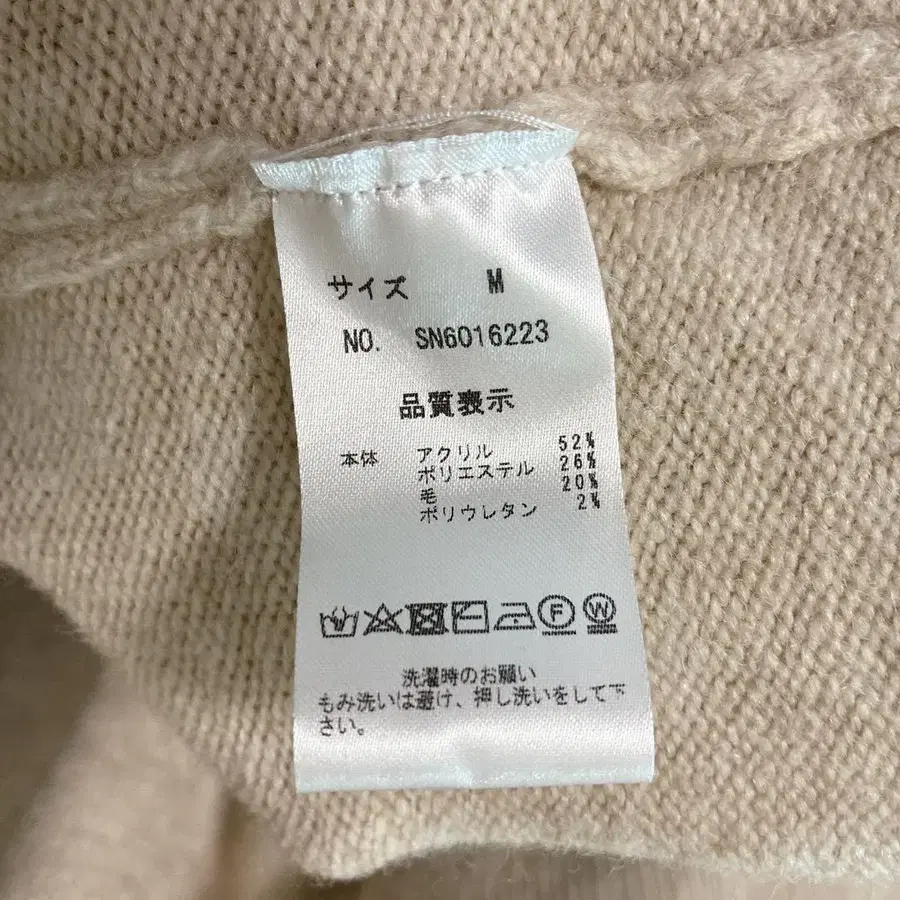 サイズ M
NO. SN6016223
品質表示
本体 アクリル 52%
ポリエステル 26%
毛 20%
ポリウレタン 2%
F W
洗濯時のお願い
もみ洗いは避け、押し洗いをして下
さい。